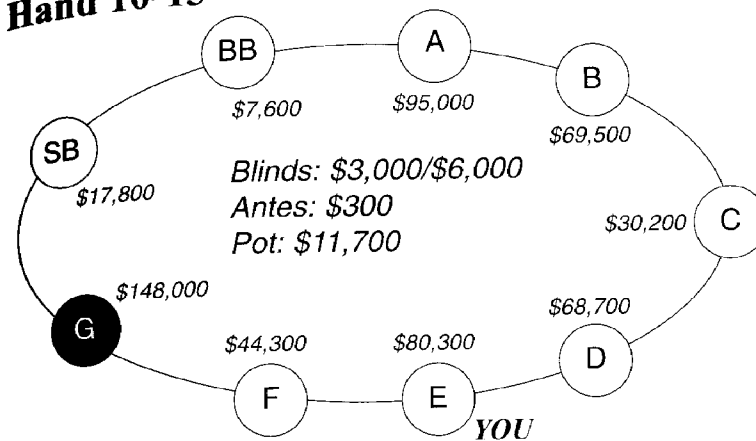 Hand 10-15
BB
A
B
$7,600
$95,000
$69,500
SB
$17,800
Blinds: $3,000/$6,000
Antes: $300
Pot: $11,700
$30,200
C
$148,000
G
$44,300
$80,300
$68,700
F
E
D
YOU